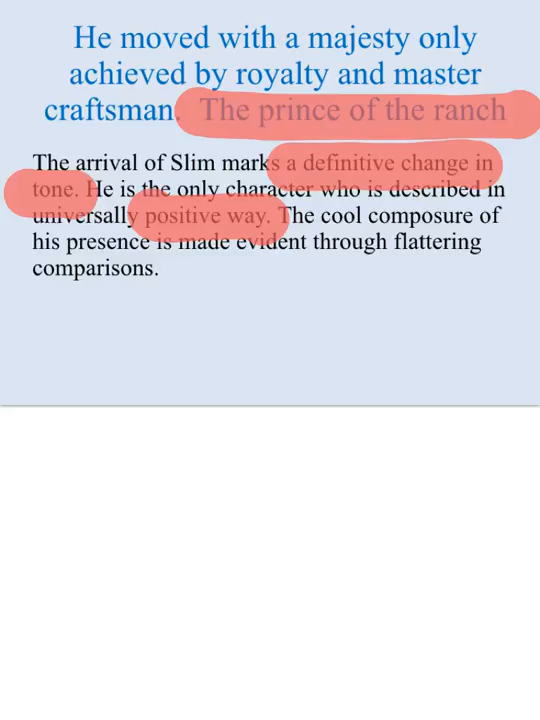 He moved with a majesty only
achieved by royalty and master
craftsman. The prince of the ranch
The arrival of Slim marks a definitive change in
tone. He is the only character who is described in
universally positive way. The cool composure of
his presence is made evident through flattering
comparisons.